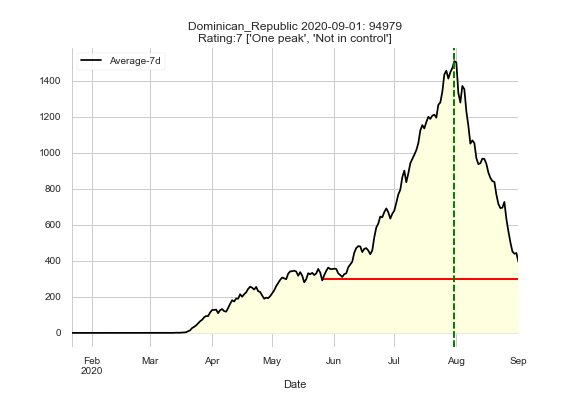 Dominican_Republic 2020-09-01: 94979
Rating:7 ['One peak', 'Not in control']
Average-7d
1400
1200
1000
800
600
400
200
0
Feb Mar Apr May Jun Jul Aug Sep
2020
Date